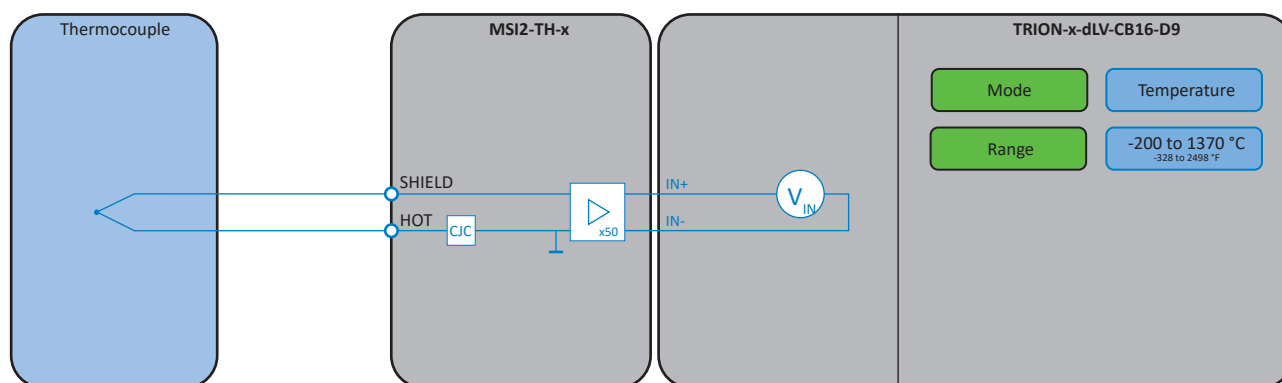 Thermocouple
MSI2-TH-x
TRION-x-dLV-CB16-D9
Mode
Temperature
Range
-200 to 1370 °C
-328 to 2498 °F
SHIELD
HOT
CJC
x50
IN+
IN-
VIN